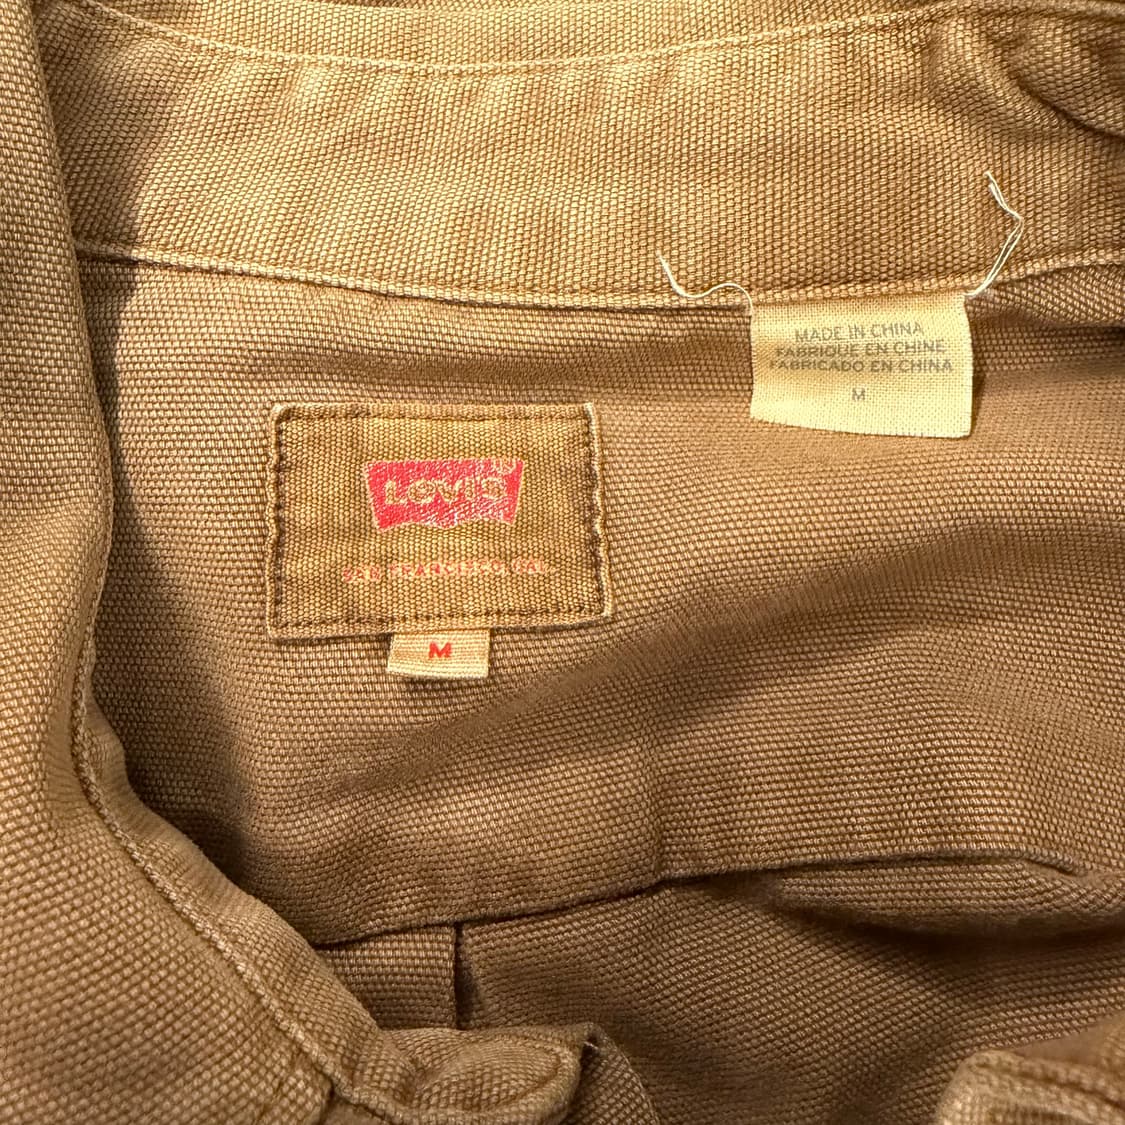 MADE IN CHINA
FABRIQUE EN CHINE
FABRICADO EN CHINA
M
Levi's
SAN FRANCISCO CAL
M